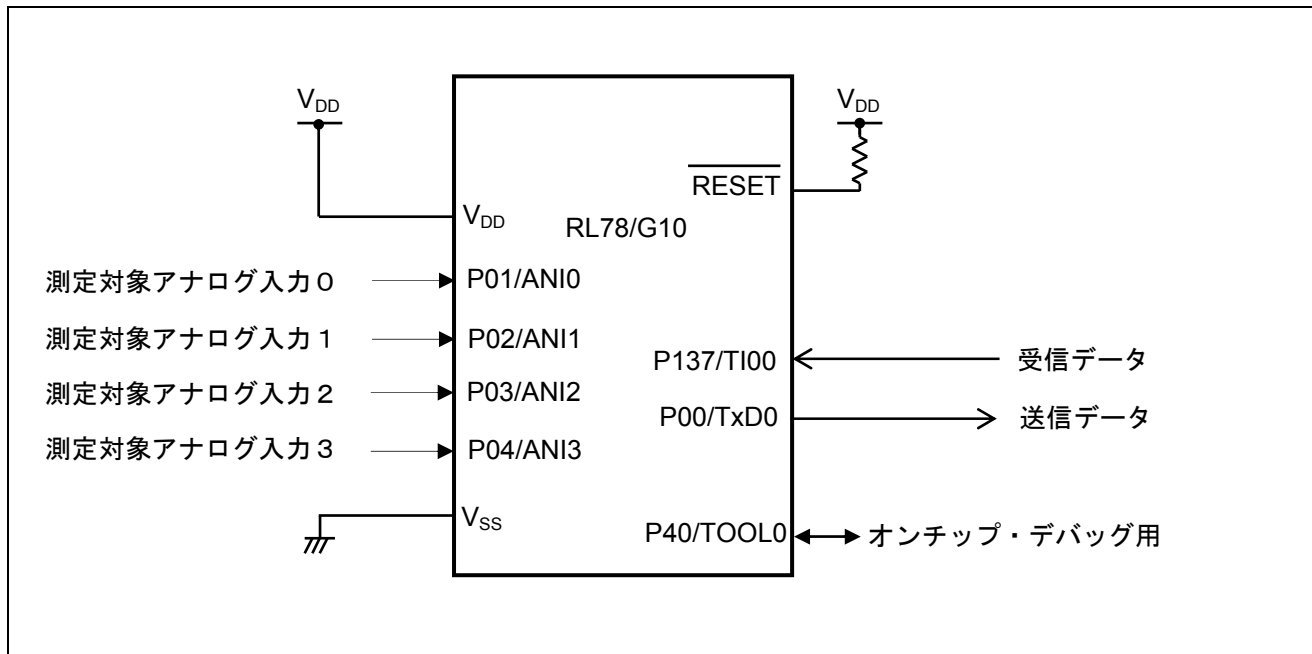 V_DD
V_DD
RESET
V_DD
RL78/G10
測定対象アナログ入力0
P01/ANI0
測定対象アナログ入力1
P02/ANI1
P137/TI00
受信データ
測定対象アナログ入力2
P03/ANI2
P00/TxD0
送信データ
測定対象アナログ入力3
P04/ANI3
V_SS
P40/TOOL0
オンチップ・デバッグ用